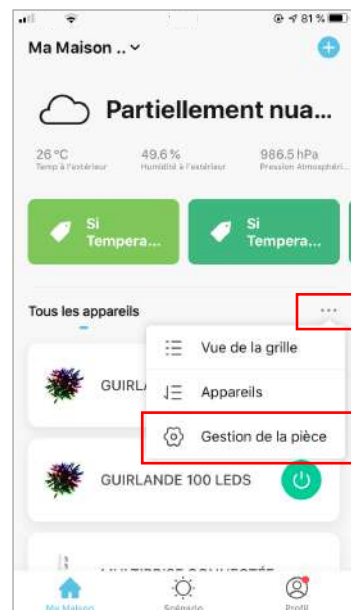 81 %
Ma Maison ..
Partiellement nua...
26 °C
49.6 %
986.5 hPa
Temp à l'extérieur
Humidité à l'extérieur
Pression Atmosphéri...
Si
Tempera...
Si
Tempera...
Tous les appareils
...
Vue de la grille
GUIRL
Appareils
Gestion de la pièce
GUIRLANDE 100 LEDS
MULTIPRISE CONNECTÉE
Ma Maison
Scénario
Profil